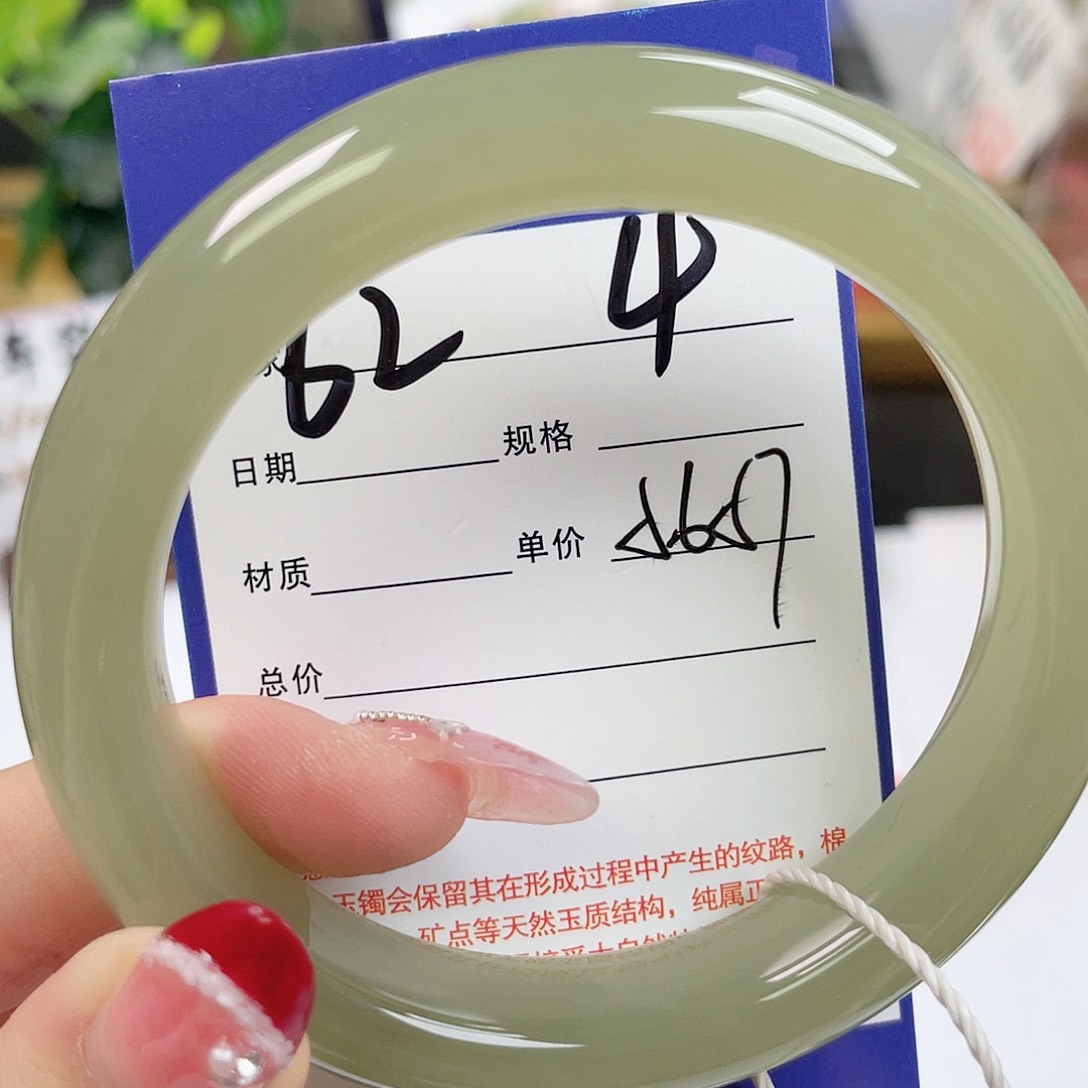 62 4
日期 规格
材质 单价
总价
玉镯会保留其在形成过程中产生的纹路，棉
矿点等天然玉质结构，纯属正